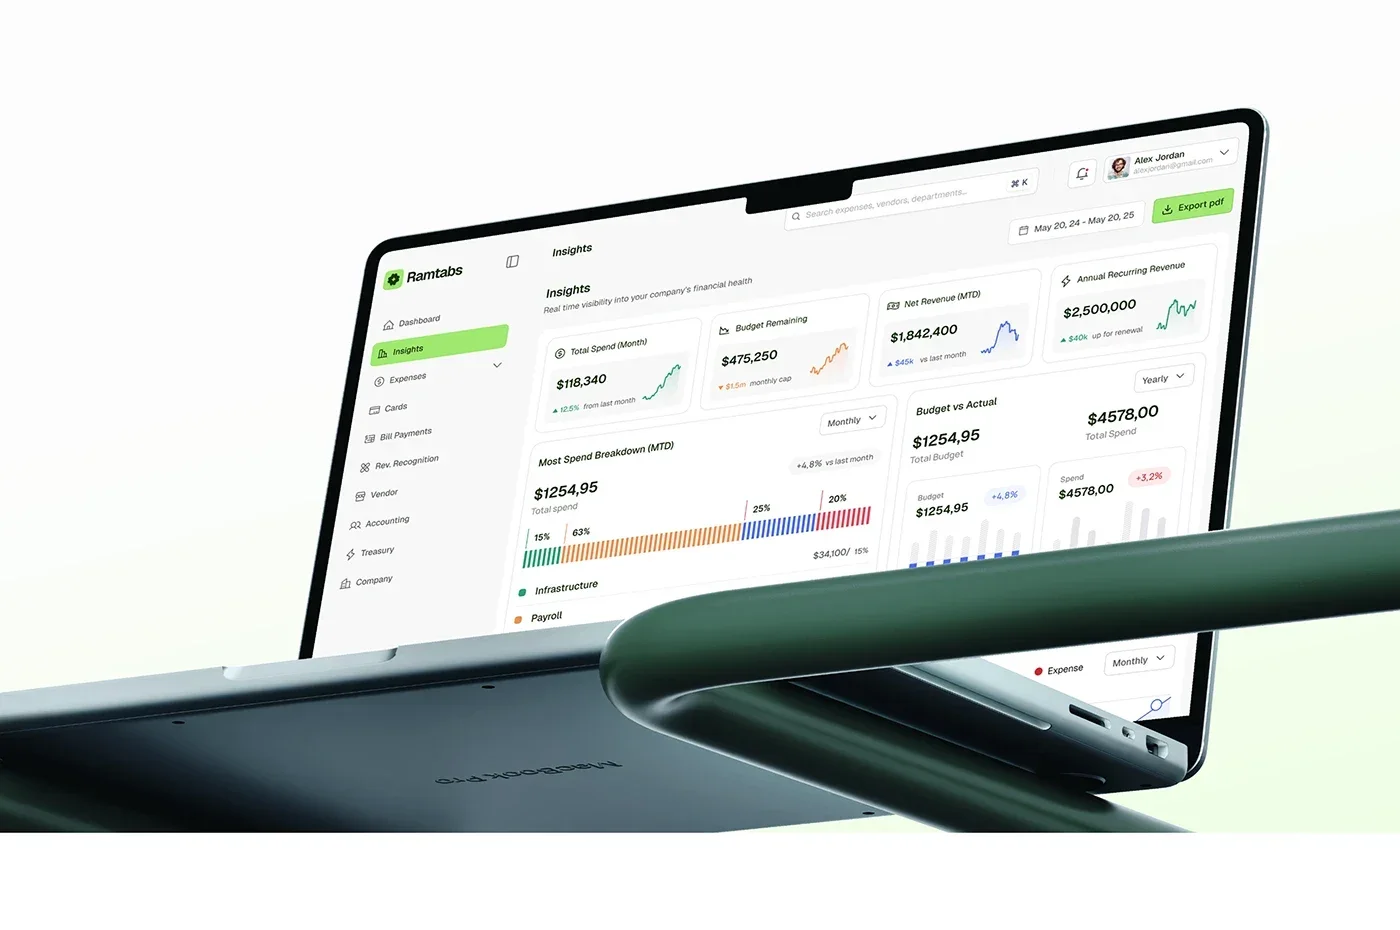 Alex Jordan
alexjordan@gmail.com
Search expenses, vendors, departments...
⌘ K
Ramtabs
Insights
May 20, 24 - May 20, 25
Export pdf
Insights
Real time visibility into your company's financial health
Dashboard
Insights
Expenses
Cards
Bill Payments
Rev. Recognition
Vendor
Accounting
Treasury
Company
Total Spend (Month)
$118,340
12.5% from last month
Budget Remaining
$475,250
$1.5m monthly cap
Net Revenue (MTD)
$1,842,400
$45k vs last month
Annual Recurring Revenue
$2,500,000
$40k up for renewal
Most Spend Breakdown (MTD)
Monthly
$1254,95
Total spend
+4,8% vs last month
15%
63%
25%
20%
Infrastructure
$34,100/ 15%
Payroll
Budget vs Actual
Yearly
$1254,95
Total Budget
$4578,00
Total Spend
Budget
$1254,95
+4,8%
Spend
$4578,00
+3,2%
Expense
Monthly
MacBook Pro